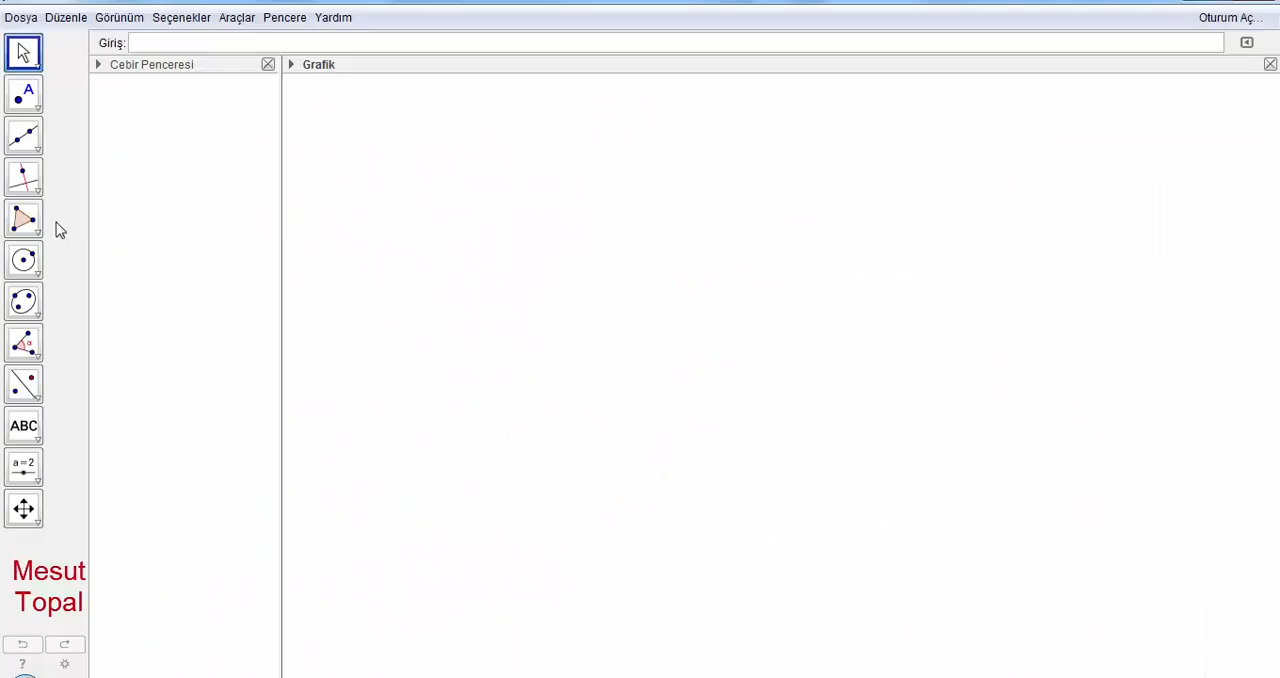 Dosya Düzenle Görünüm Seçenekler Araçlar Pencere Yardım Oturum Aç...
Giriş:
Cebir Penceresi
Grafik
A
α
ABC
a=2
Mesut
Topal
?